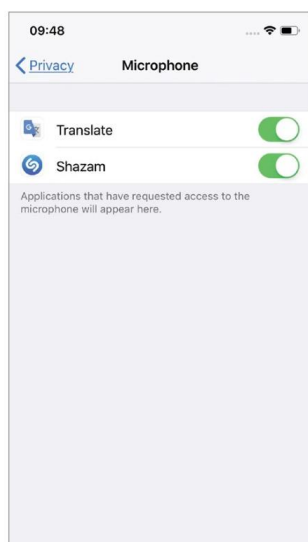 09:48
Privacy Microphone
Translate
Shazam
Applications that have requested access to the
microphone will appear here.